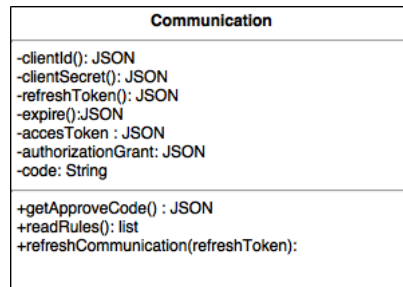 Communication
-clientId(): JSON
-clientSecret(): JSON
-refreshToken(): JSON
-expire():JSON
-accesToken : JSON
-authorizationGrant: JSON
-code: String
+getApproveCode() : JSON
+readRules(): list
+refreshCommunication(refreshToken):